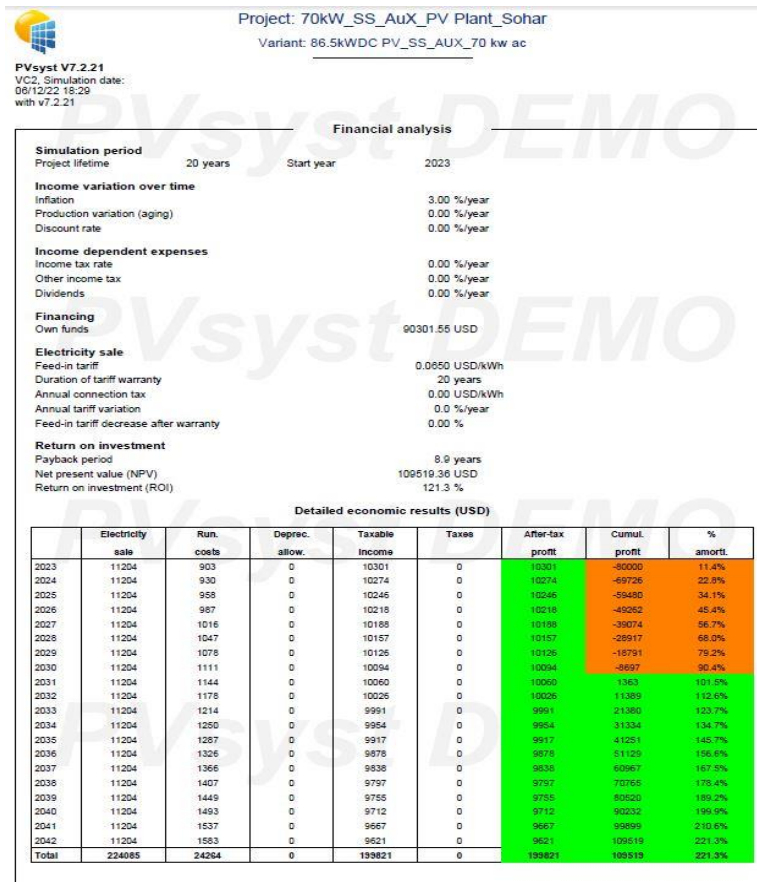 Project: 70kW_SS_AuX_PV Plant_Sohar
Variant: 86.5kWDC PV_SS_AUX_70 kw ac
PVsyst V7.2.21
VC2, Simulation date:
06/12/22 18:29
with v7.2.21
PVsyst DEMO
Financial analysis
Simulation period
Project lifetime 20 years Start year 2023
Income variation over time
Inflation 3.00 %/year
Production variation (aging) 0.00 %/year
Discount rate 0.00 %/year
Income dependent expenses
Income tax rate 0.00 %/year
Other income tax 0.00 %/year
Dividends 0.00 %/year
Financing
Own funds 90301.55 USD
PVsyst DEMO
Electricity sale
Feed-in tariff 0.0650 USD/kWh
Duration of tariff warranty 20 years
Annual connection tax 0.00 USD/kWh
Annual tariff variation 0.0 %/year
Feed-in tariff decrease after warranty 0.00 %
Return on investment
Payback period 8.9 years
Net present value (NPV) 109519.36 USD
Return on investment (ROI) 121.3 %
PVsyst DEMO
Detailed economic results (USD)
Electricity Run. Deprec. Taxable Taxes After-tax Cumul. %
sale costs allow. income profit profit amorti.
2023 11204 903 0 10301 0 10301 -80000 11.4%
2024 11204 930 0 10274 0 10274 -69726 22.8%
2025 11204 958 0 10246 0 10246 -59480 34.1%
2026 11204 987 0 10218 0 10218 -49262 45.4%
2027 11204 1016 0 10188 0 10188 -39074 56.7%
2028 11204 1047 0 10157 0 10157 -28917 68.0%
2029 11204 1078 0 10126 0 10126 -18791 79.2%
2030 11204 1111 0 10094 0 10094 -8697 90.4%
2031 11204 1144 0 10060 0 10060 1363 101.5%
2032 11204 1178 0 10026 0 10026 11389 112.6%
2033 11204 1214 0 9991 0 9991 21380 123.7%
2034 11204 1250 0 9954 0 9954 31334 134.7%
2035 11204 1287 0 9917 0 9917 41251 145.7%
2036 11204 1326 0 9878 0 9878 51129 156.6%
2037 11204 1366 0 9838 0 9838 60967 167.5%
2038 11204 1407 0 9797 0 9797 70765 178.4%
2039 11204 1449 0 9755 0 9755 80520 189.2%
2040 11204 1493 0 9712 0 9712 90232 199.9%
2041 11204 1537 0 9667 0 9667 99899 210.6%
2042 11204 1583 0 9621 0 9621 109519 221.3%
Total 224085 24264 0 199821 0 199821 109519 221.3%
PVsyst DEMO